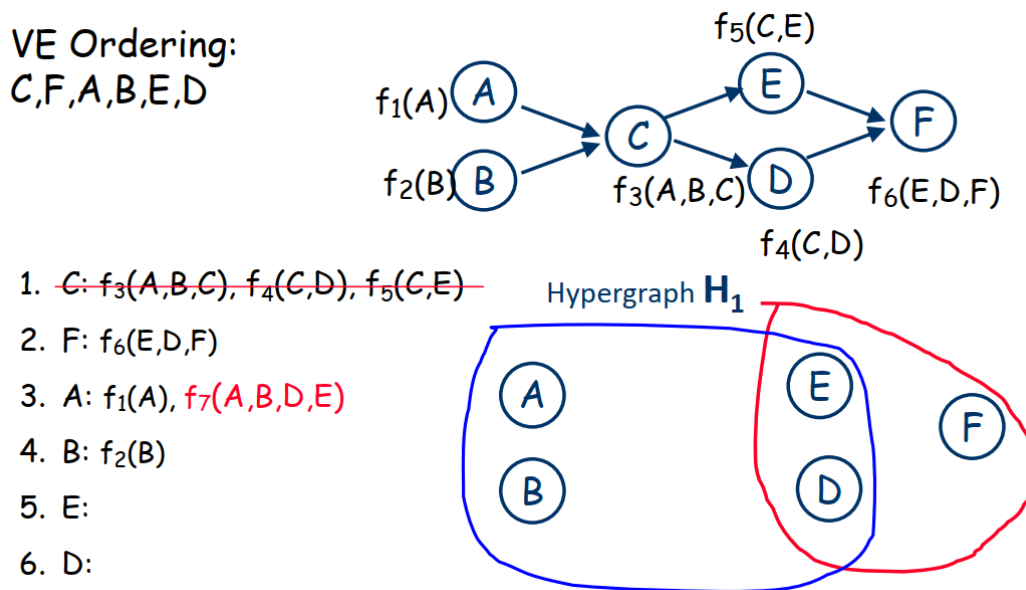 VE Ordering:
C,F,A,B,E,D
f5(C,E)
f1(A)
A
E
F
C
f2(B)
B
f3(A,B,C)
D
f6(E,D,F)
f4(C,D)
1. C: f3(A,B,C), f4(C,D), f5(C,E)
2. F: f6(E,D,F)
3. A: f1(A), f7(A,B,D,E)
4. B: f2(B)
5. E:
6. D:
Hypergraph H1
A
E
F
B
D